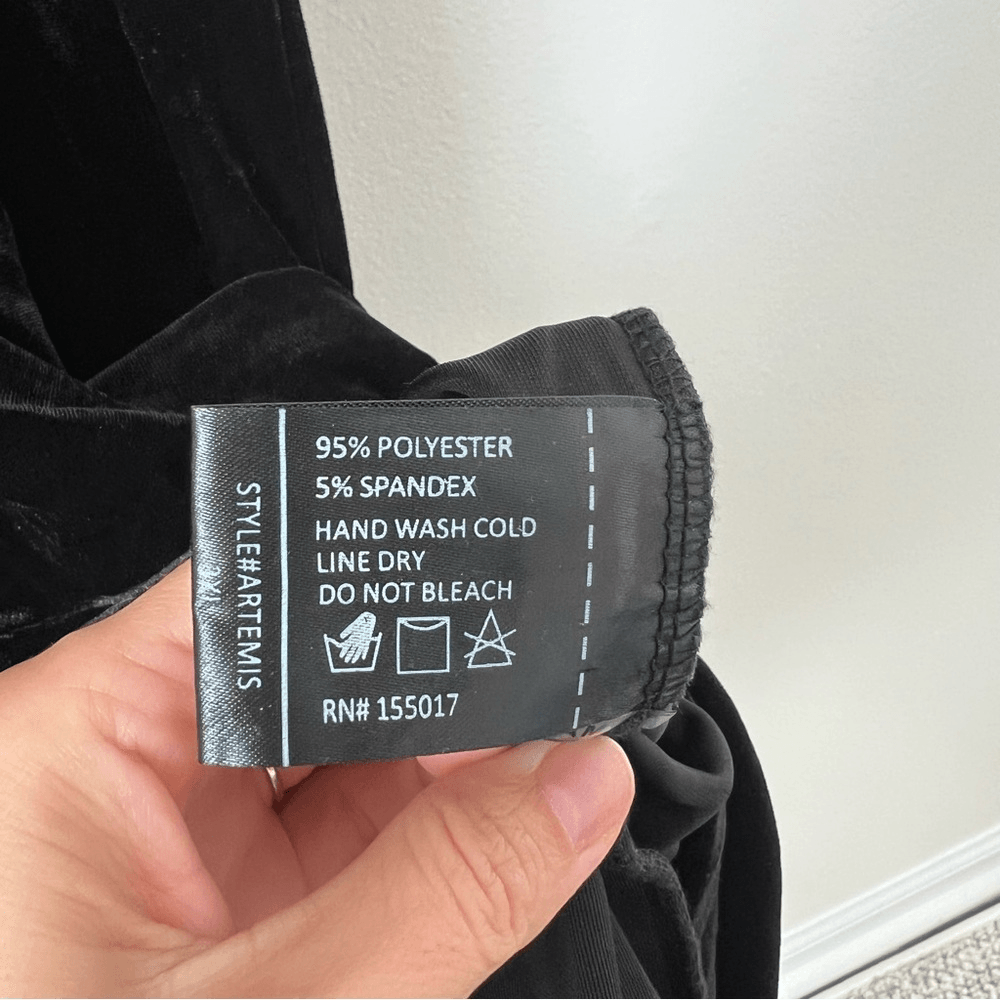 95% POLYESTER
5% SPANDEX
HAND WASH COLD
LINE DRY
DO NOT BLEACH
RN# 155017
STYLE#ARTEMIS